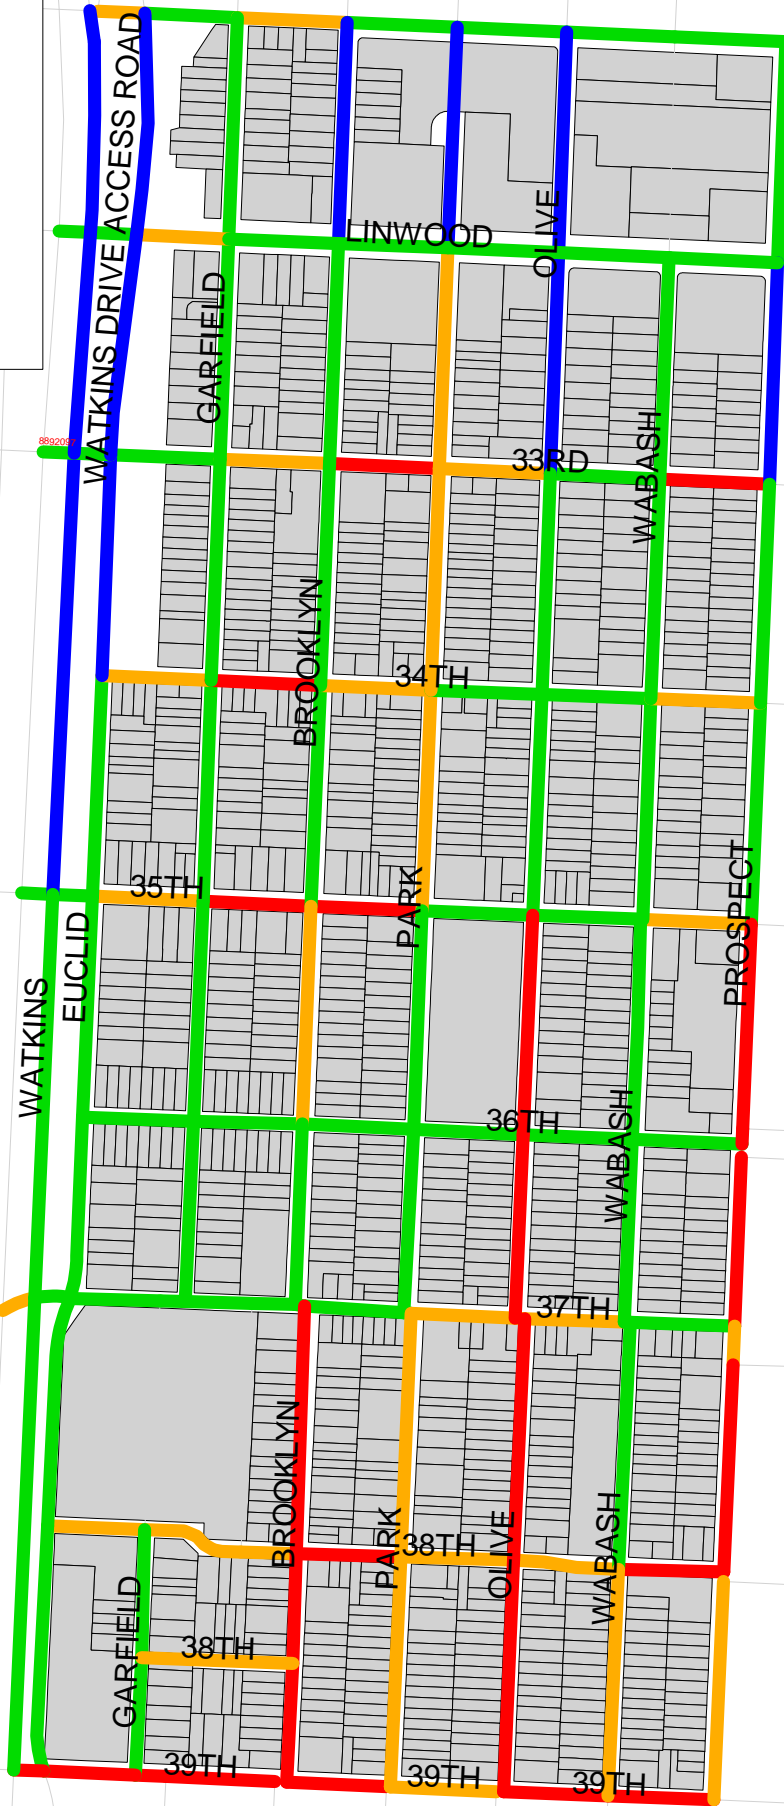 WATKINS DRIVE ACCESS ROAD
LINWOOD
OLIVE
GARFIELD
8892097
33RD
WABASH
BROOKLYN
34TH
35TH
PARK
PROSPECT
EUCLID
WATKINS
36TH
WABASH
37TH
BROOKLYN
PARK
38TH
OLIVE
WABASH
GARFIELD
38TH
39TH
39TH
39TH